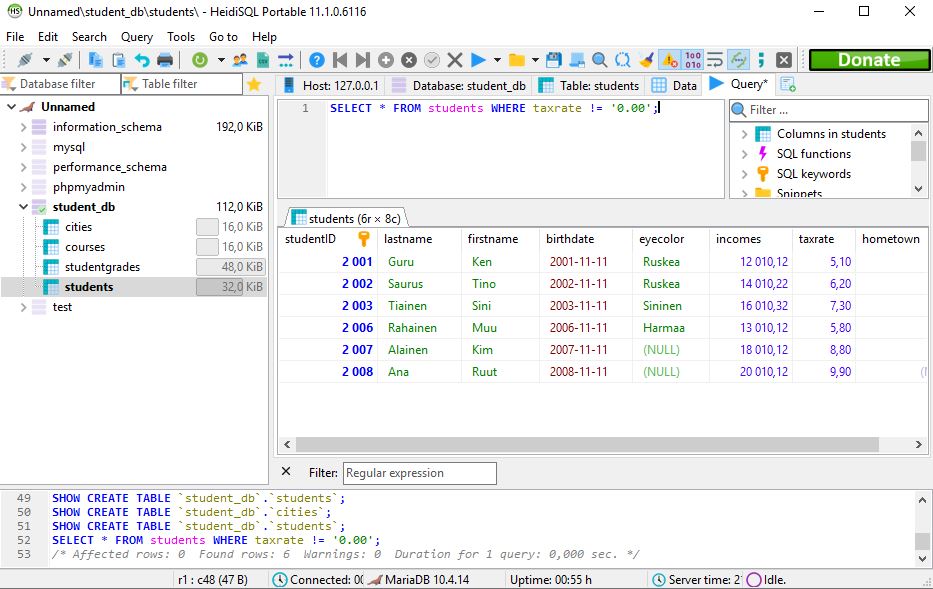 Unnamed\student_db\students\ - HeidiSQL Portable 11.1.0.6116
File Edit Search Query Tools Go to Help
Donate
Database filter Table filter
Host: 127.0.0.1 Database: student_db Table: students Data Query*
Unnamed
information_schema 192,0 KiB
mysql
performance_schema
phpmyadmin
student_db 112,0 KiB
cities 16,0 KiB
courses 16,0 KiB
studentgrades 48,0 KiB
students 32,0 KiB
test
1 SELECT * FROM students WHERE taxrate != '0.00';
Filter ...
Columns in students
SQL functions
SQL keywords
Snippets
students (6r × 8c)
studentID lastname firstname birthdate eyecolor incomes taxrate hometown
2 001 Guru Ken 2001-11-11 Ruskea 12 010,12 5,10
2 002 Saurus Tino 2002-11-11 Ruskea 14 010,22 6,20
2 003 Tiainen Sini 2003-11-11 Sininen 16 010,32 7,30
2 006 Rahainen Muu 2006-11-11 Harmaa 13 010,12 5,80
2 007 Alainen Kim 2007-11-11 (NULL) 18 010,12 8,80
2 008 Ana Ruut 2008-11-11 (NULL) 20 010,12 9,90
Filter: Regular expression
49 SHOW CREATE TABLE `student_db`.`students`;
50 SHOW CREATE TABLE `student_db`.`cities`;
51 SHOW CREATE TABLE `student_db`.`students`;
52 SELECT * FROM students WHERE taxrate != '0.00';
53 /* Affected rows: 0 Found rows: 6 Warnings: 0 Duration for 1 query: 0,000 sec. */
r1 : c48 (47 B) Connected: 00 MariaDB 10.4.14 Uptime: 00:55 h Server time: 2 Idle.